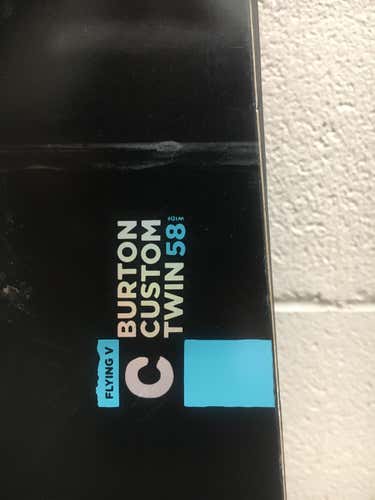 FLYING V
C
BURTON
CUSTOM
TWIN 58 WIDE